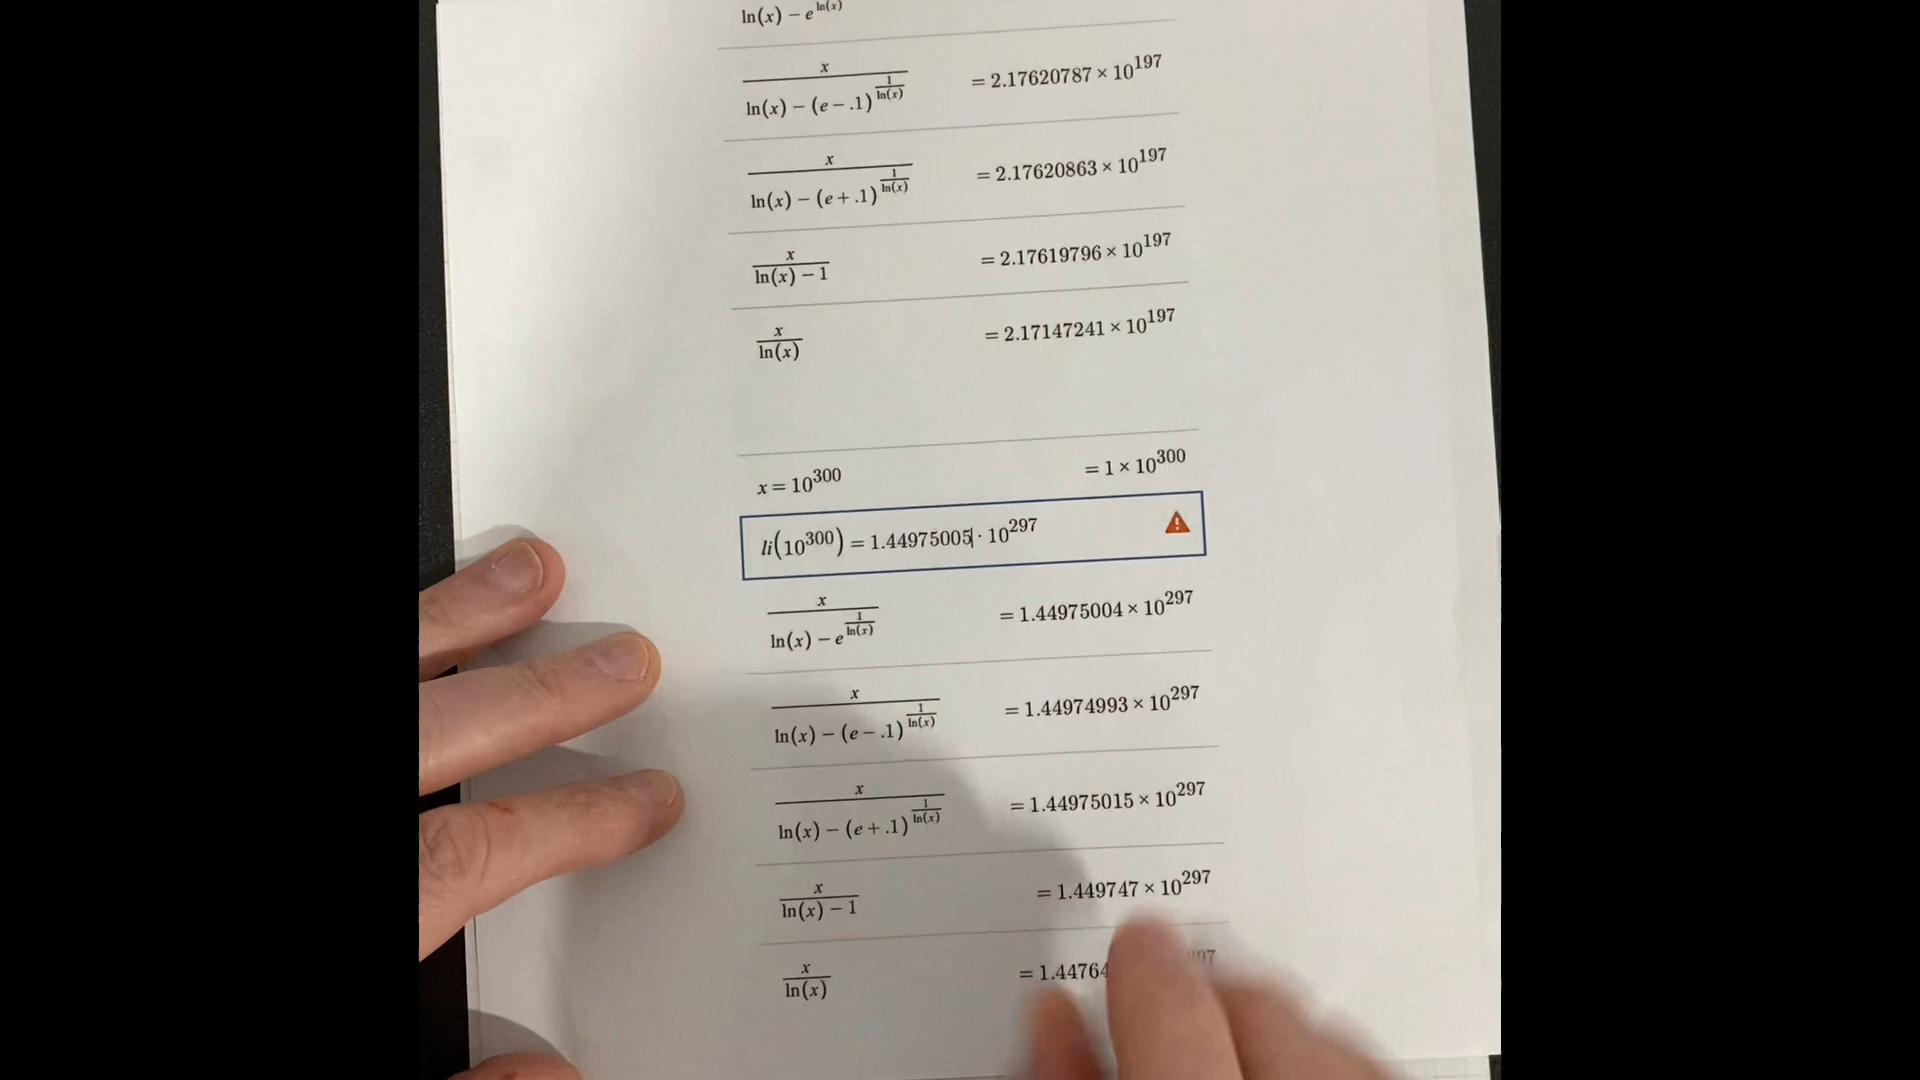 ln(x) − e^ln(x)
x / (ln(x) − (e − .1)^(1/ln(x))) = 2.17620787 × 10^197
x / (ln(x) − (e + .1)^(1/ln(x))) = 2.17620863 × 10^197
x / (ln(x) − 1) = 2.17619796 × 10^197
x / ln(x) = 2.17147241 × 10^197
x = 10^300 = 1 × 10^300
li(10^300) = 1.44975005 · 10^297
x / (ln(x) − e^(1/ln(x))) = 1.44975004 × 10^297
x / (ln(x) − (e − .1)^(1/ln(x))) = 1.44974993 × 10^297
x / (ln(x) − (e + .1)^(1/ln(x))) = 1.44975015 × 10^297
x / (ln(x) − 1) = 1.449747 × 10^297
x / ln(x) = 1.44764